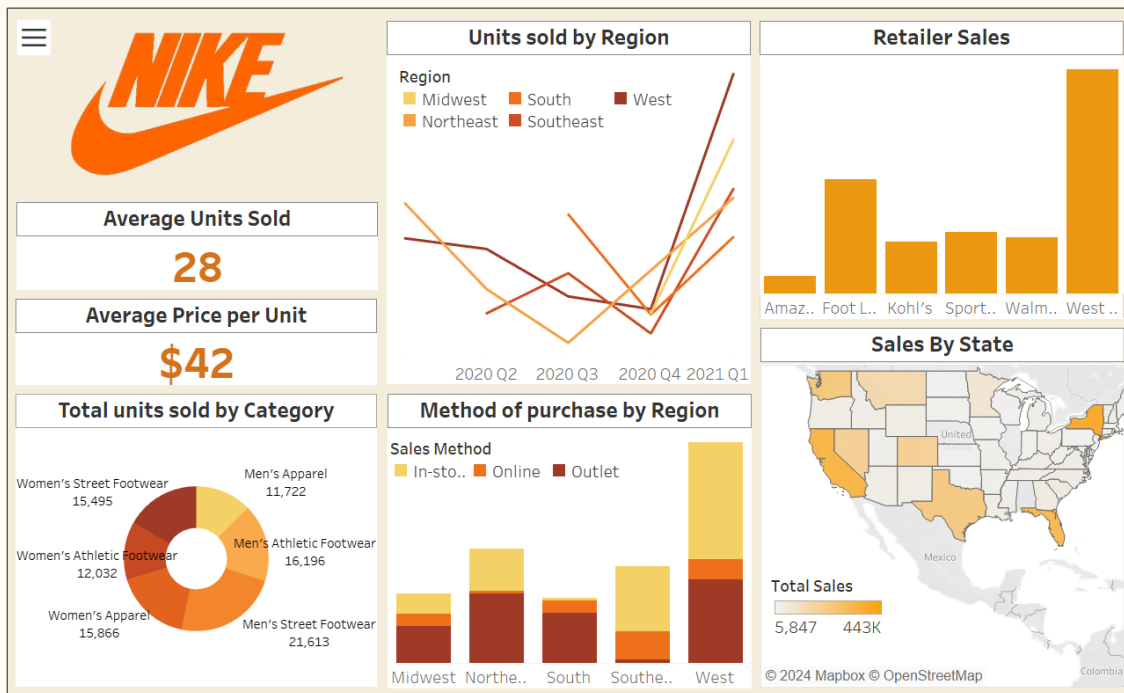 NIKE
Average Units Sold
28
Average Price per Unit
$42
Units sold by Region
Region
Midwest South West
Northeast Southeast
2020 Q2 2020 Q3 2020 Q4 2021 Q1
Retailer Sales
Amaz.. Foot L.. Kohl's Sport.. Walm.. West ..
Total units sold by Category
Men's Apparel
11,722
Women's Street Footwear
15,495
Men's Athletic Footwear
16,196
Women's Athletic Footwear
12,032
Women's Apparel
15,866
Men's Street Footwear
21,613
Method of purchase by Region
Sales Method
In-sto.. Online Outlet
Midwest Northe.. South Southe.. West
Sales By State
United
Mexico
Total Sales
5,847 443K
Colombia
© 2024 Mapbox © OpenStreetMap